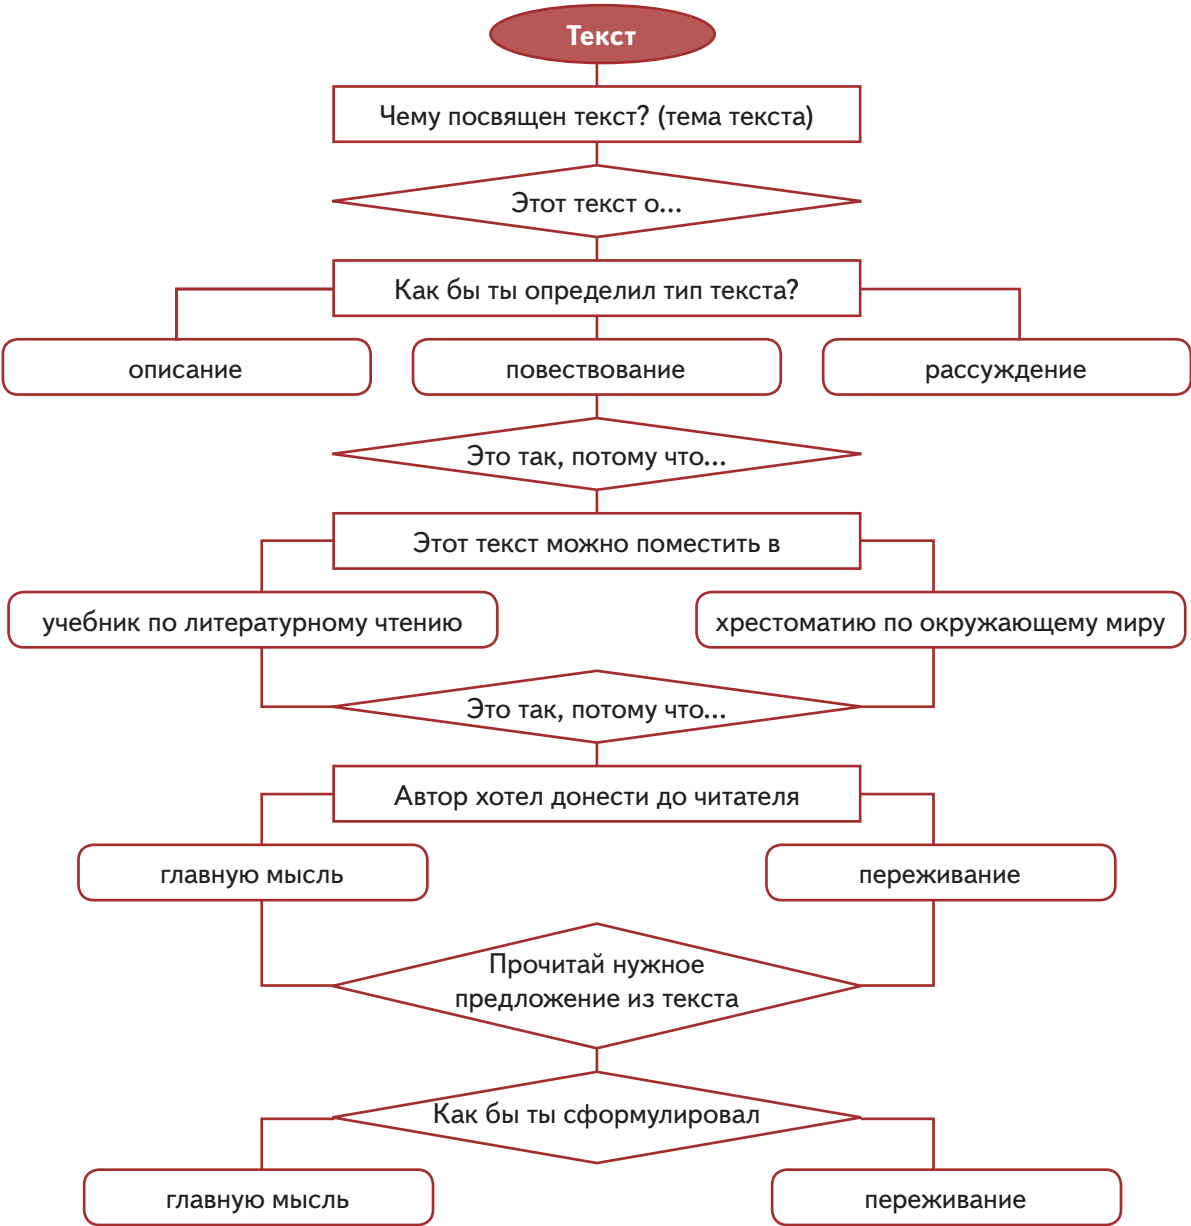 Текст
Чему посвящен текст? (тема текста)
Этот текст о...
Как бы ты определил тип текста?
описание
повествование
рассуждение
Это так, потому что...
Этот текст можно поместить в
учебник по литературному чтению
хрестоматию по окружающему миру
Это так, потому что...
Автор хотел донести до читателя
главную мысль
переживание
Прочитай нужное
предложение из текста
Как бы ты сформулировал
главную мысль
переживание